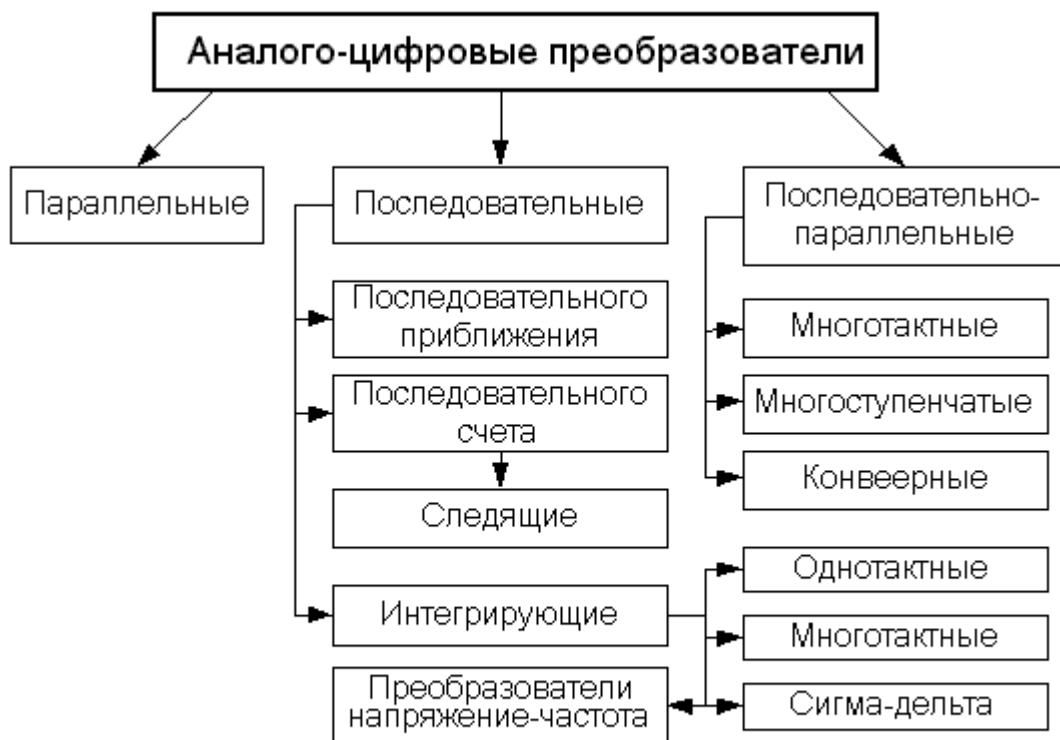 Аналого-цифровые преобразователи
Параллельные
Последовательные
Последовательно-
параллельные
Последовательного
приближения
Последовательного
счета
Следящие
Интегрирующие
Преобразователи
напряжение-частота
Многотактные
Многоступенчатые
Конвеерные
Однотактные
Многотактные
Сигма-дельта